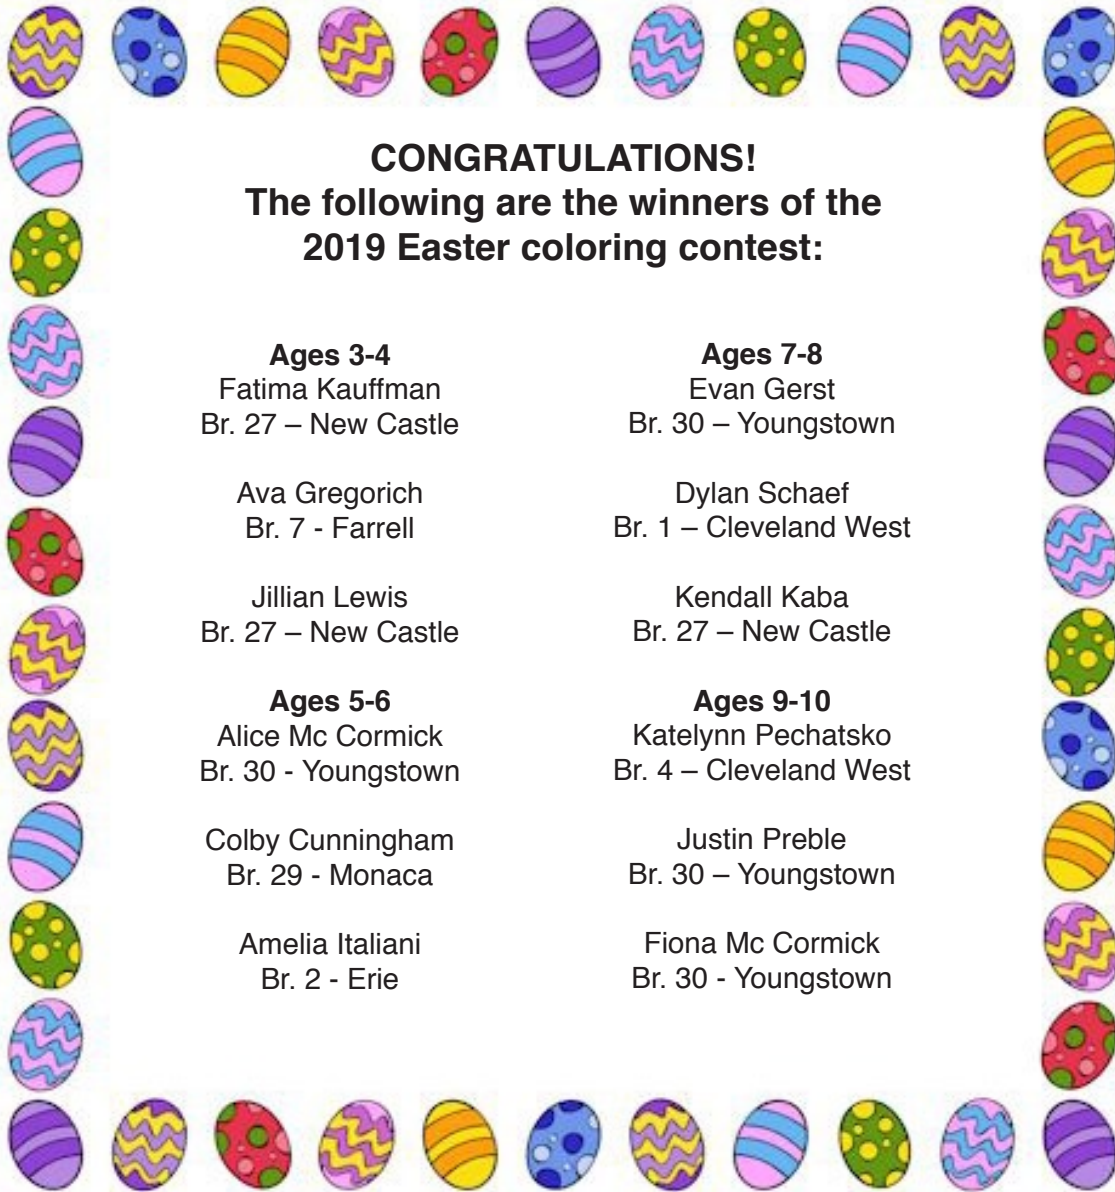 CONGRATULATIONS!
The following are the winners of the
2019 Easter coloring contest:
Ages 3-4
Fatima Kauffman
Br. 27 – New Castle
Ava Gregorich
Br. 7 - Farrell
Jillian Lewis
Br. 27 – New Castle
Ages 5-6
Alice Mc Cormick
Br. 30 - Youngstown
Colby Cunningham
Br. 29 - Monaca
Amelia Italiani
Br. 2 - Erie
Ages 7-8
Evan Gerst
Br. 30 – Youngstown
Dylan Schaef
Br. 1 – Cleveland West
Kendall Kaba
Br. 27 – New Castle
Ages 9-10
Katelynn Pechatsko
Br. 4 – Cleveland West
Justin Preble
Br. 30 – Youngstown
Fiona Mc Cormick
Br. 30 - Youngstown